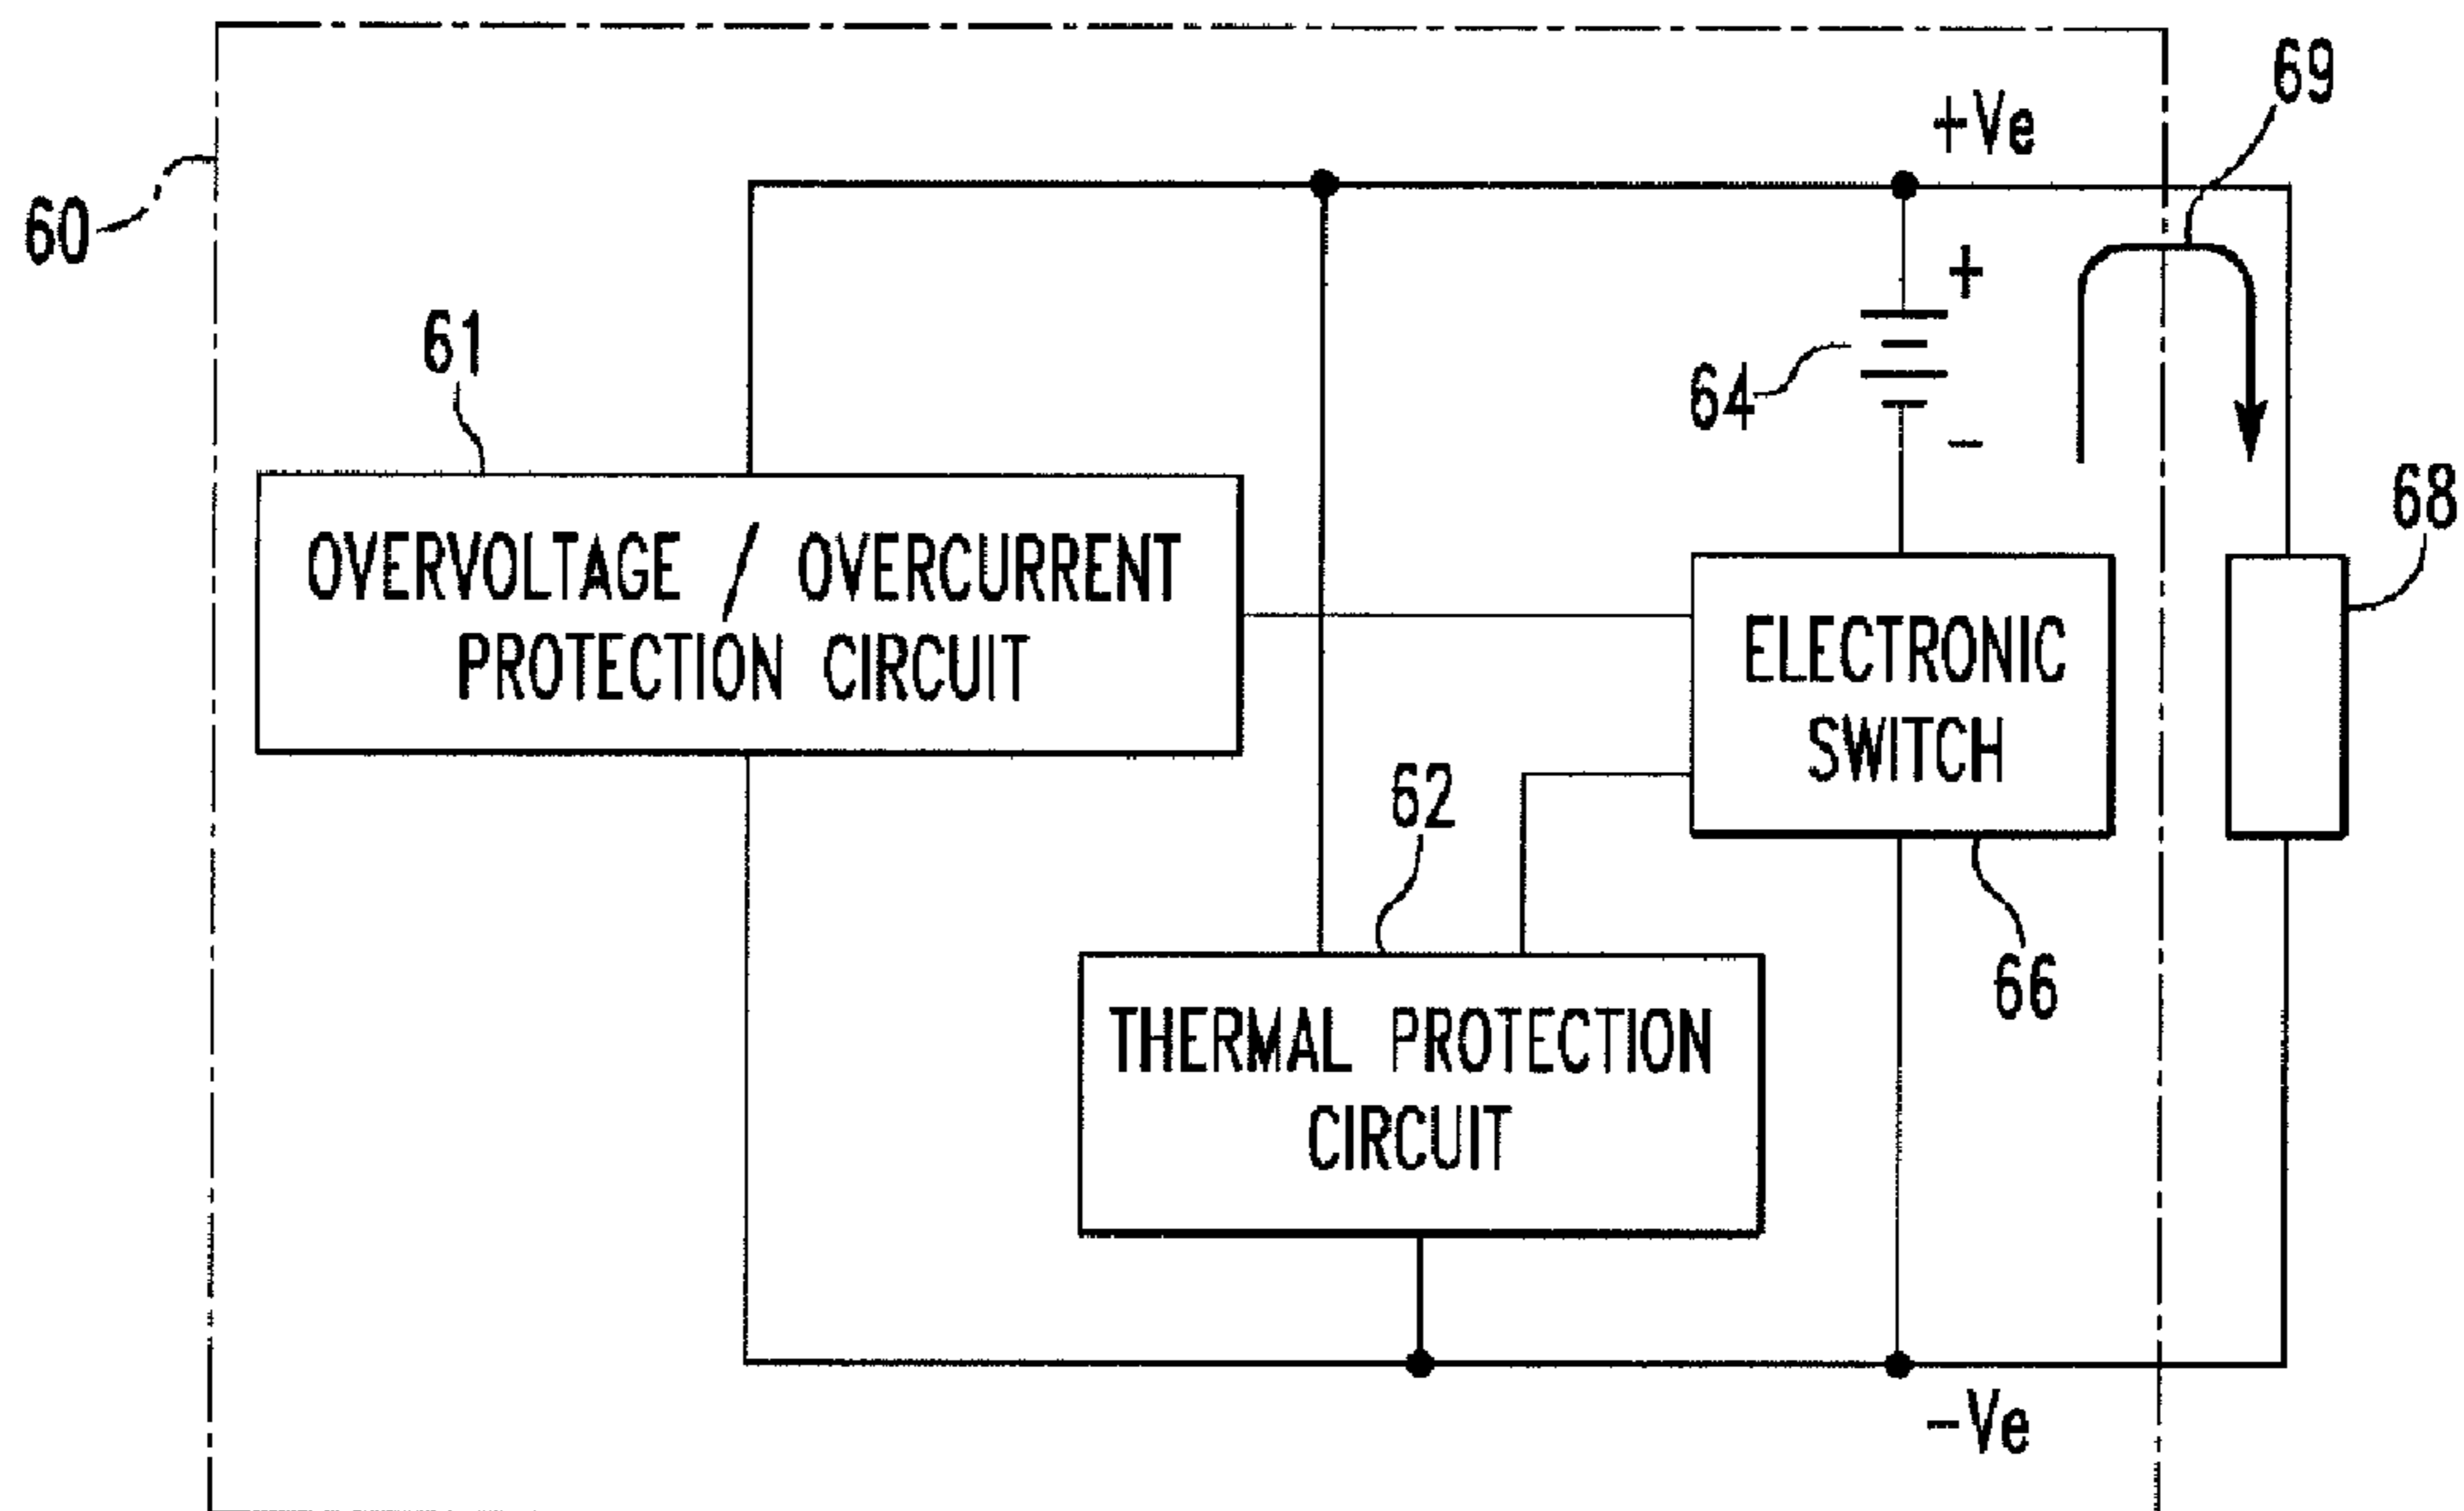 69
+Ve
60
61
+
64
-
68
OVERVOLTAGE / OVERCURRENT
PROTECTION CIRCUIT
ELECTRONIC
SWITCH
62
66
THERMAL PROTECTION
CIRCUIT
-Ve